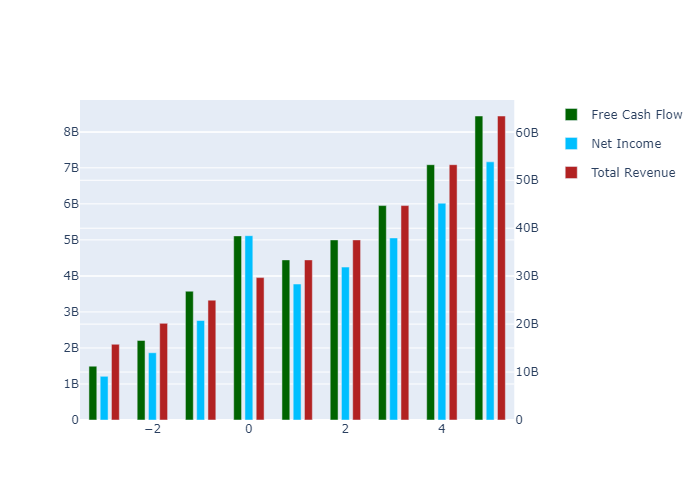 Free Cash Flow
Net Income
Total Revenue
8B
7B
6B
5B
4B
3B
2B
1B
0
60B
50B
40B
30B
20B
10B
0
−2
0
2
4